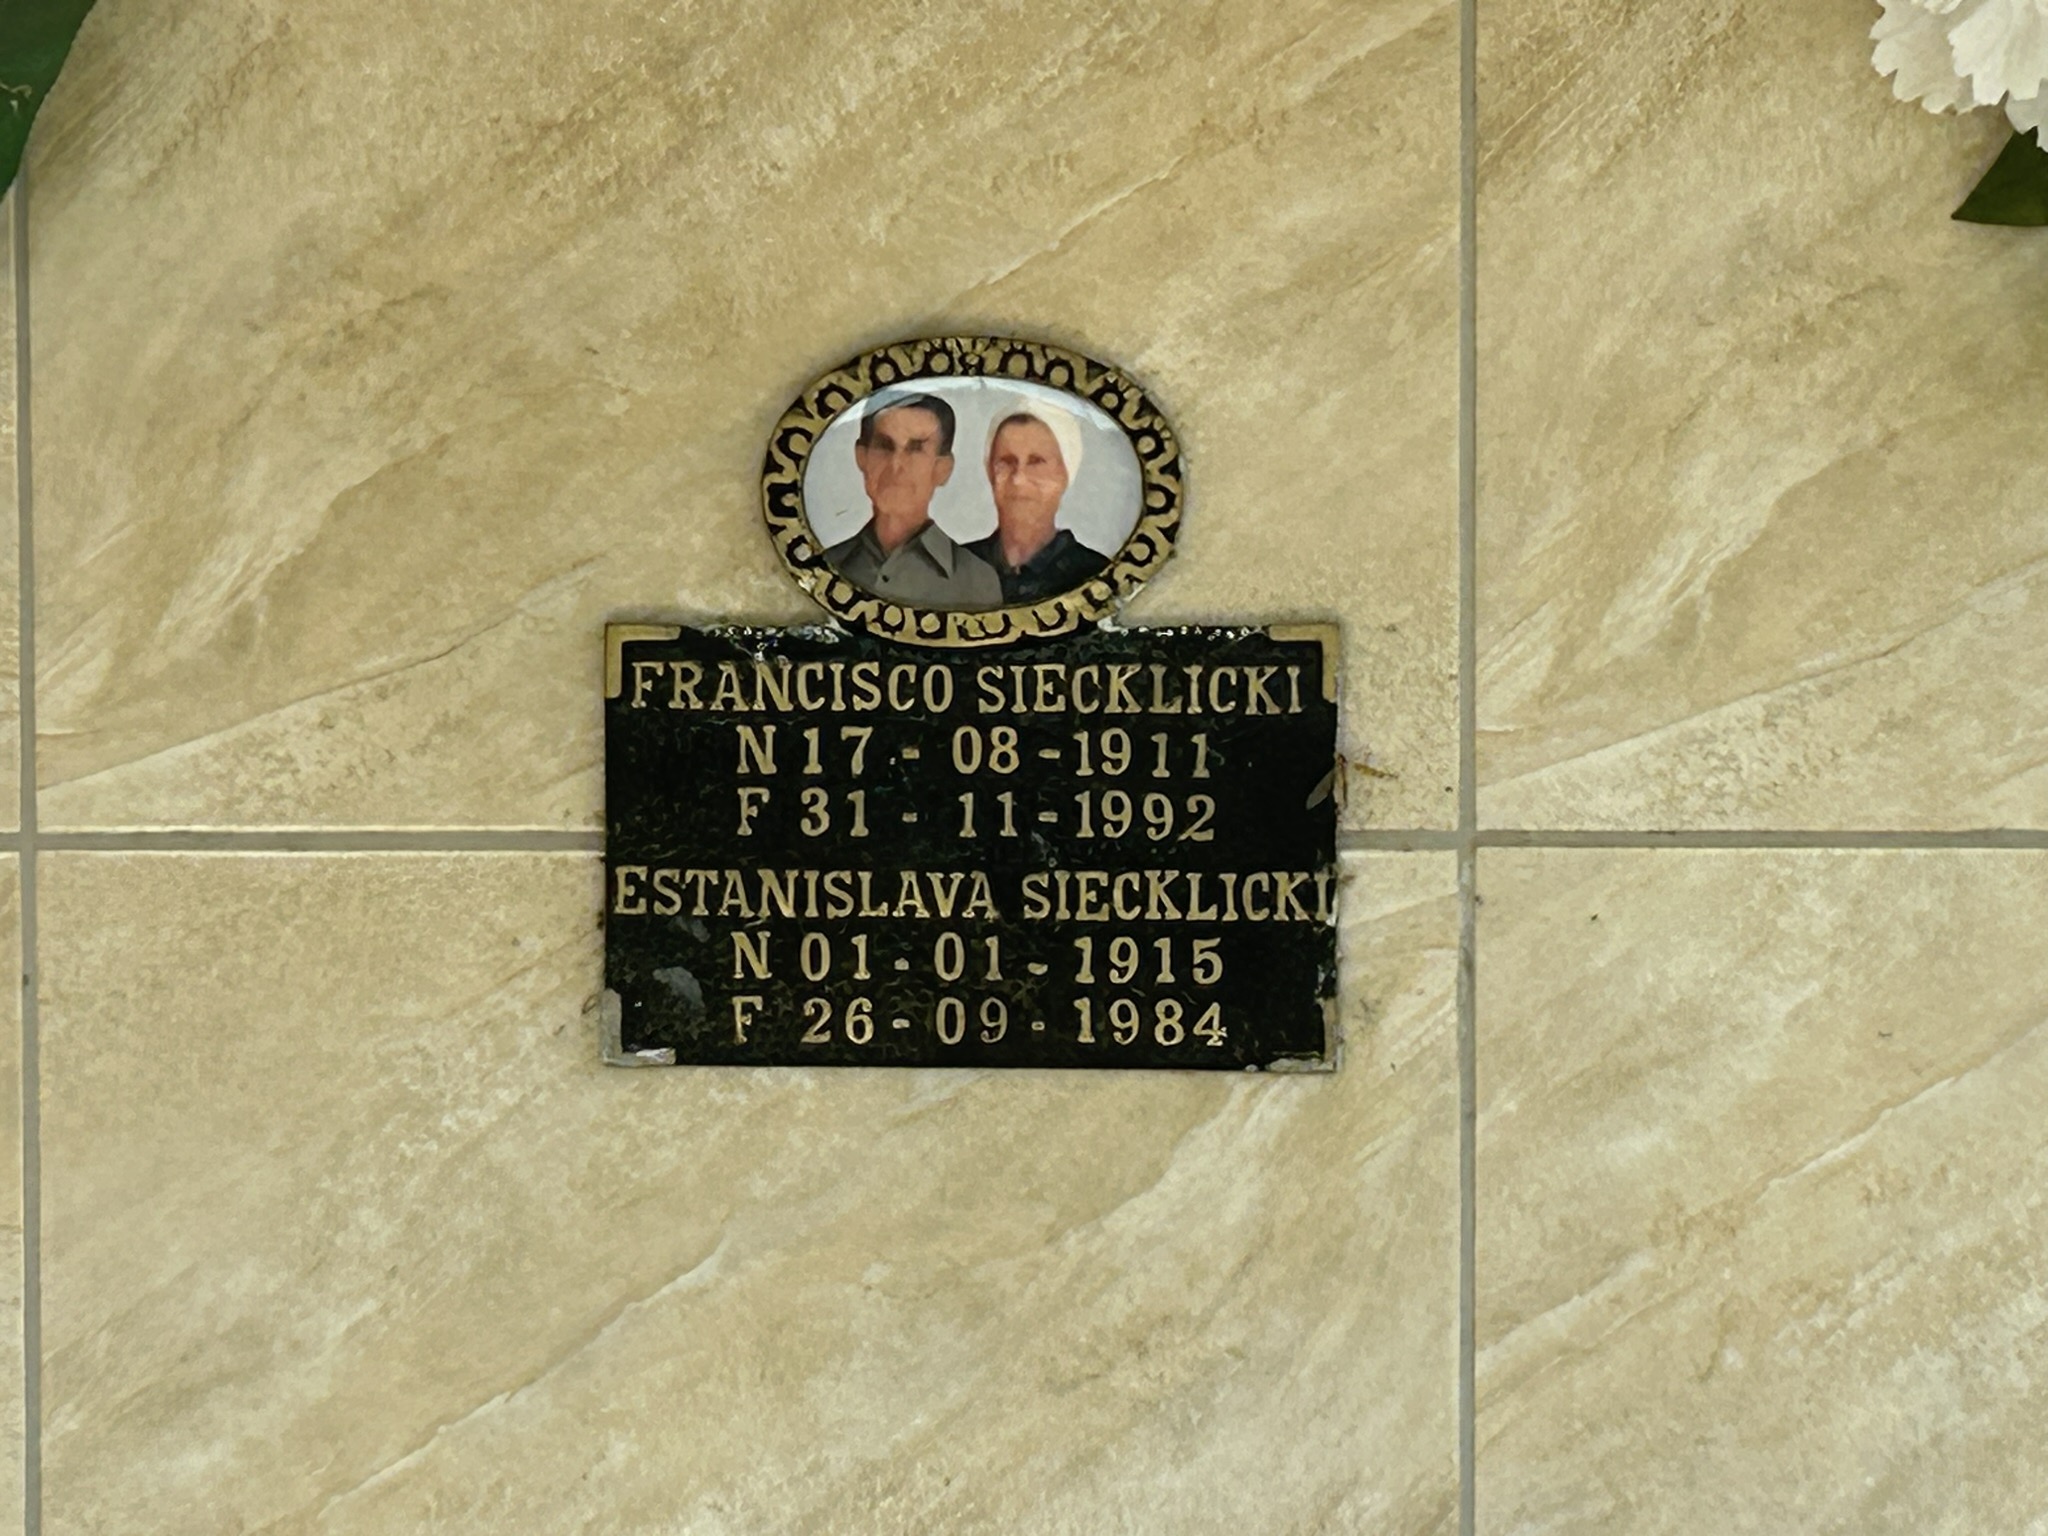 FRANCISCO SIECKLICKI
N 17 - 08 - 1911
F 31 - 11 - 1992
ESTANISLAVA SIECKLICKI
N 01 - 01 - 1915
F 26 - 09 - 1984